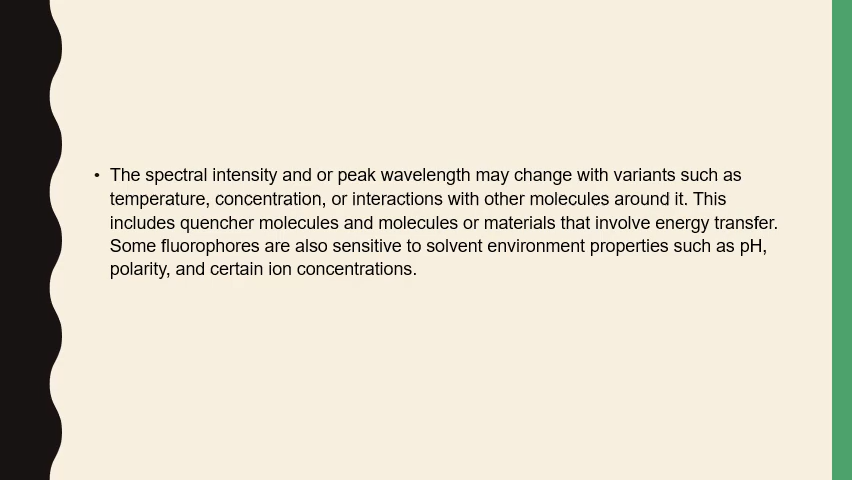 • The spectral intensity and or peak wavelength may change with variants such as
temperature, concentration, or interactions with other molecules around it. This
includes quencher molecules and molecules or materials that involve energy transfer.
Some fluorophores are also sensitive to solvent environment properties such as pH,
polarity, and certain ion concentrations.